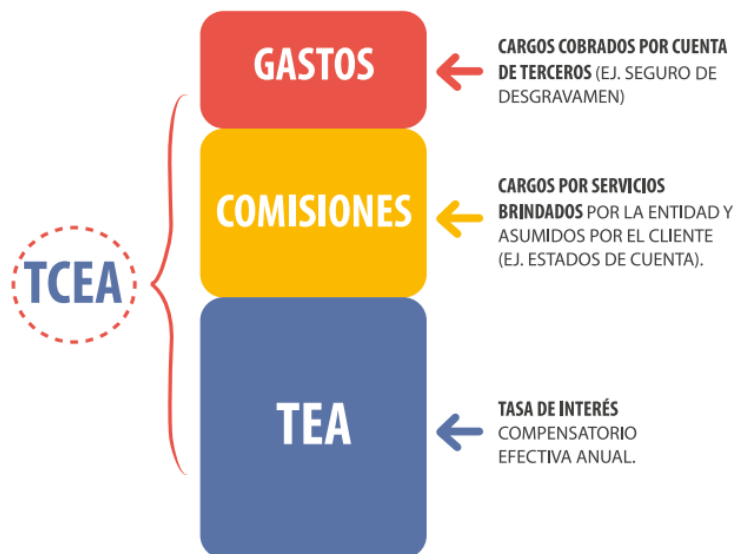 GASTOS
CARGOS COBRADOS POR CUENTA
DE TERCEROS (EJ. SEGURO DE
DESGRAVAMEN)
COMISIONES
CARGOS POR SERVICIOS
BRINDADOS POR LA ENTIDAD Y
ASUMIDOS POR EL CLIENTE
(EJ. ESTADOS DE CUENTA).
TCEA
TEA
TASA DE INTERÉS
COMPENSATORIO
EFECTIVA ANUAL.